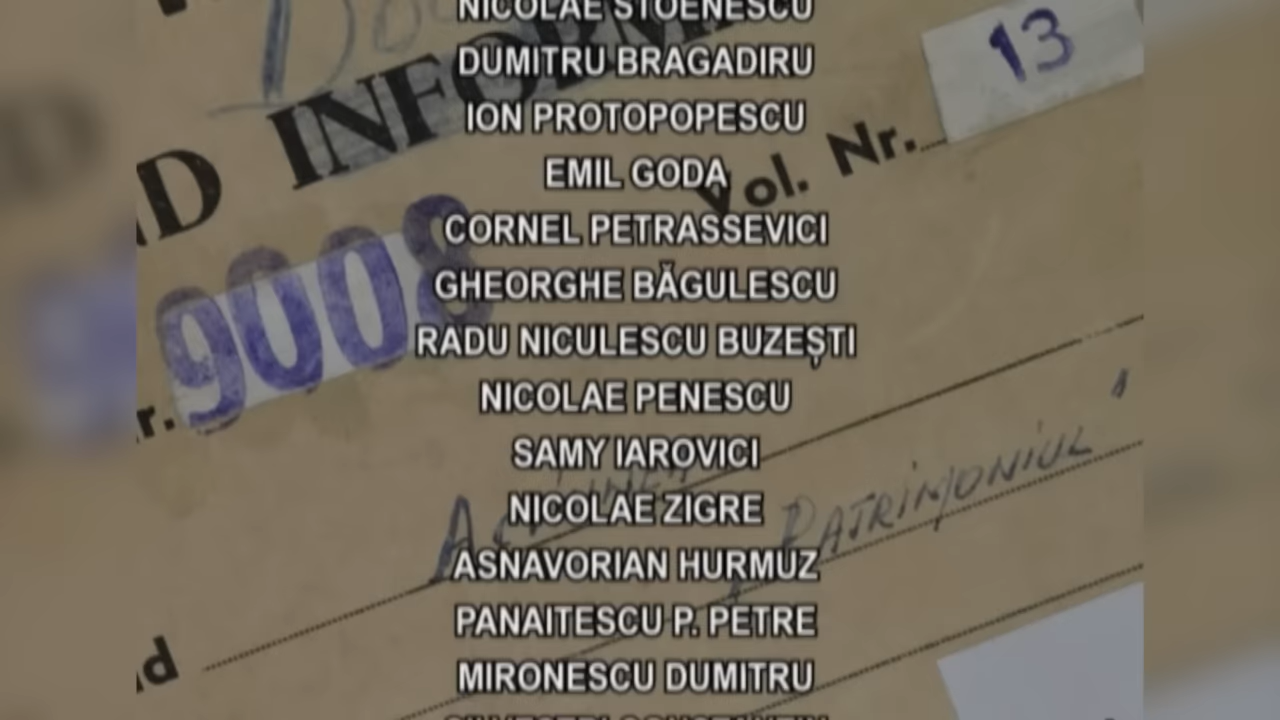 NICOLAE STOENESCU
DUMITRU BRAGADIRU
ION PROTOPOPESCU
EMIL GODA
CORNEL PETRASSEVICI
GHEORGHE BĂGULESCU
RADU NICULESCU BUZEȘTI
NICOLAE PENESCU
SAMY IAROVICI
NICOLAE ZIGRE
ASNAVORIAN HURMUZ
PANAITESCU P. PETRE
MIRONESCU DUMITRU
13
Vol. Nr.
9008
PATRIMONIUL